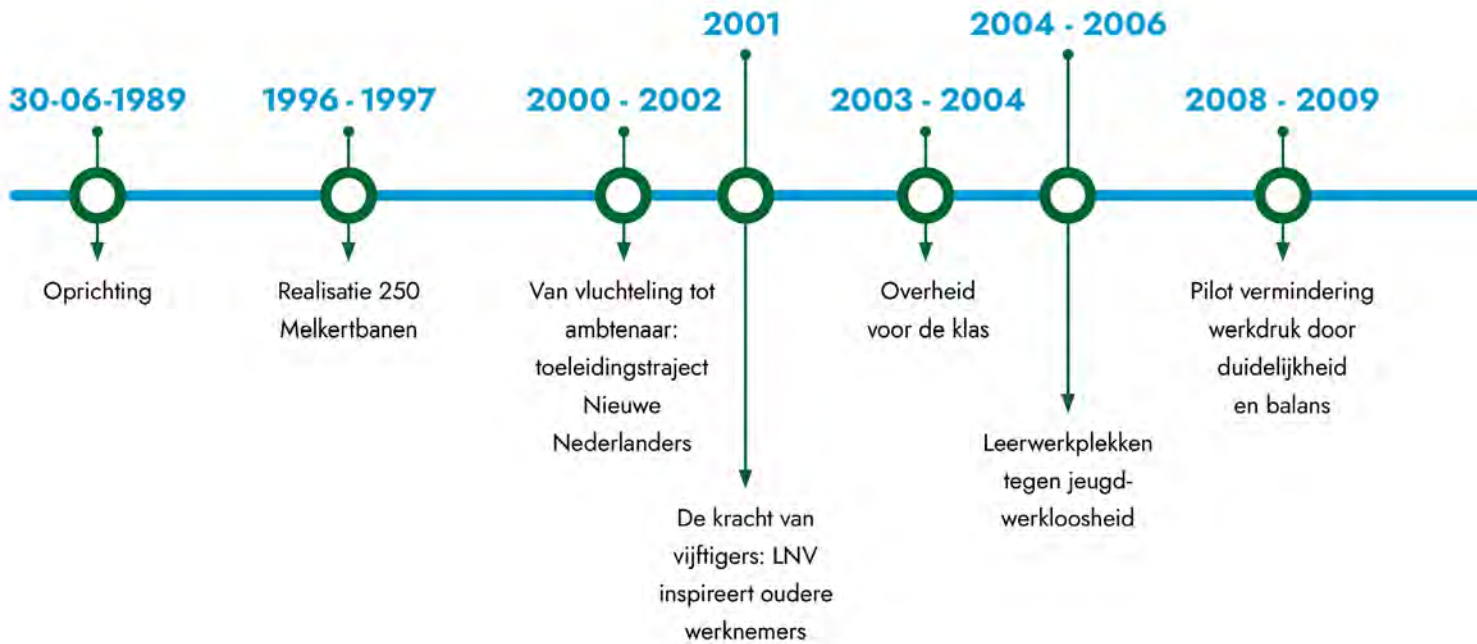 30-06-1989
Oprichting
1996 - 1997
Realisatie 250
Melkertbanen
2000 - 2002
Van vluchteling tot
ambtenaar:
toeleidingstraject
Nieuwe
Nederlanders
2001
De kracht van
vijftigers: LNV
inspireert oudere
werknemers
2003 - 2004
Overheid
voor de klas
2004 - 2006
Leerwerkplekken
tegen jeugd-
werkloosheid
2008 - 2009
Pilot vermindering
werkdruk door
duidelijkheid
en balans